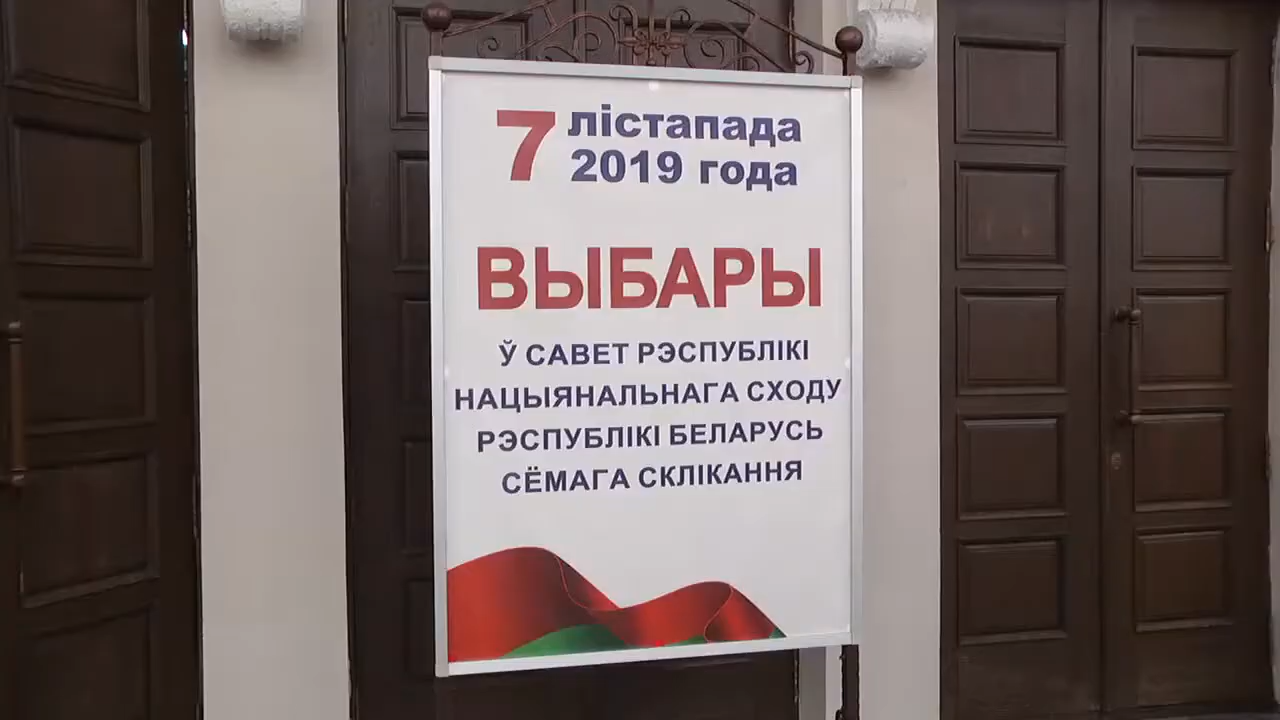 7 лістапада
2019 года
ВЫБАРЫ
Ў САВЕТ РЭСПУБЛІКІ
НАЦЫЯНАЛЬНАГА СХОДУ
РЭСПУБЛІКІ БЕЛАРУСЬ
СЁМАГА СКЛІКАННЯ